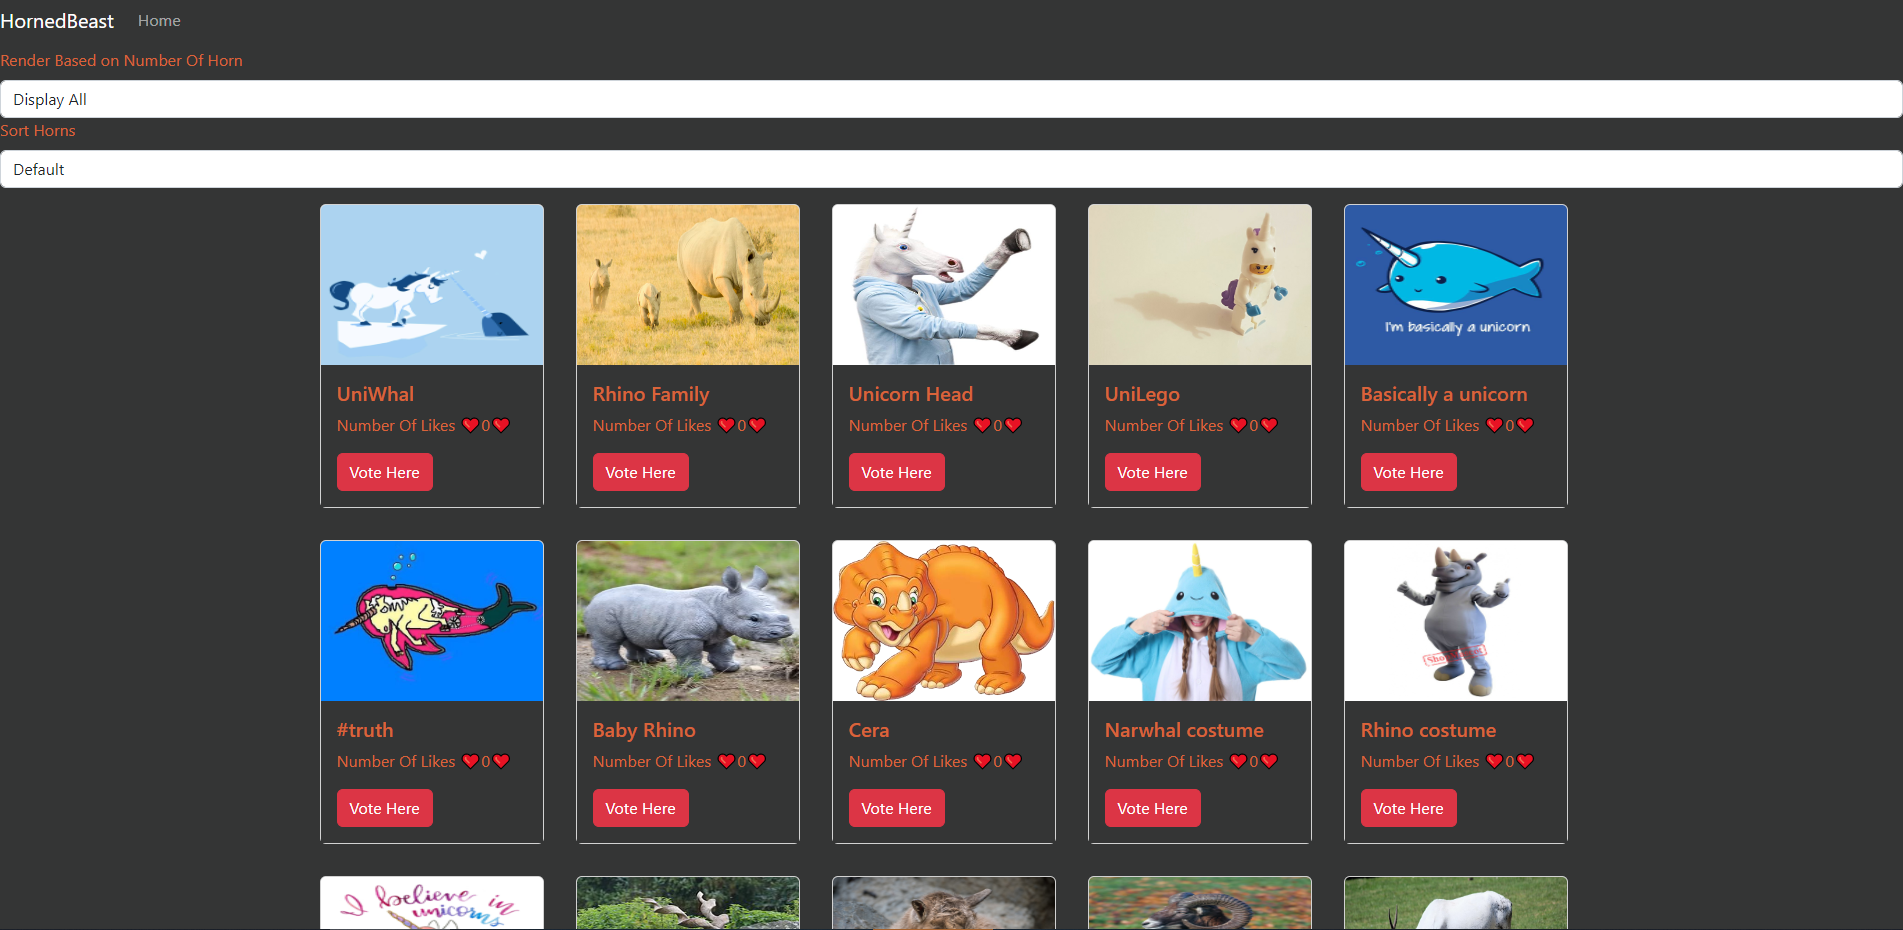 HornedBeast Home
Render Based on Number Of Horn
Display All
Sort Horns
Default
I'm basically a unicorn
UniWhal
Number Of Likes ❤0❤
Vote Here
Rhino Family
Number Of Likes ❤0❤
Vote Here
Unicorn Head
Number Of Likes ❤0❤
Vote Here
UniLego
Number Of Likes ❤0❤
Vote Here
Basically a unicorn
Number Of Likes ❤0❤
Vote Here
#truth
Number Of Likes ❤0❤
Vote Here
Baby Rhino
Number Of Likes ❤0❤
Vote Here
Cera
Number Of Likes ❤0❤
Vote Here
Narwhal costume
Number Of Likes ❤0❤
Vote Here
Rhino costume
Number Of Likes ❤0❤
Vote Here
I believe in
unicorns